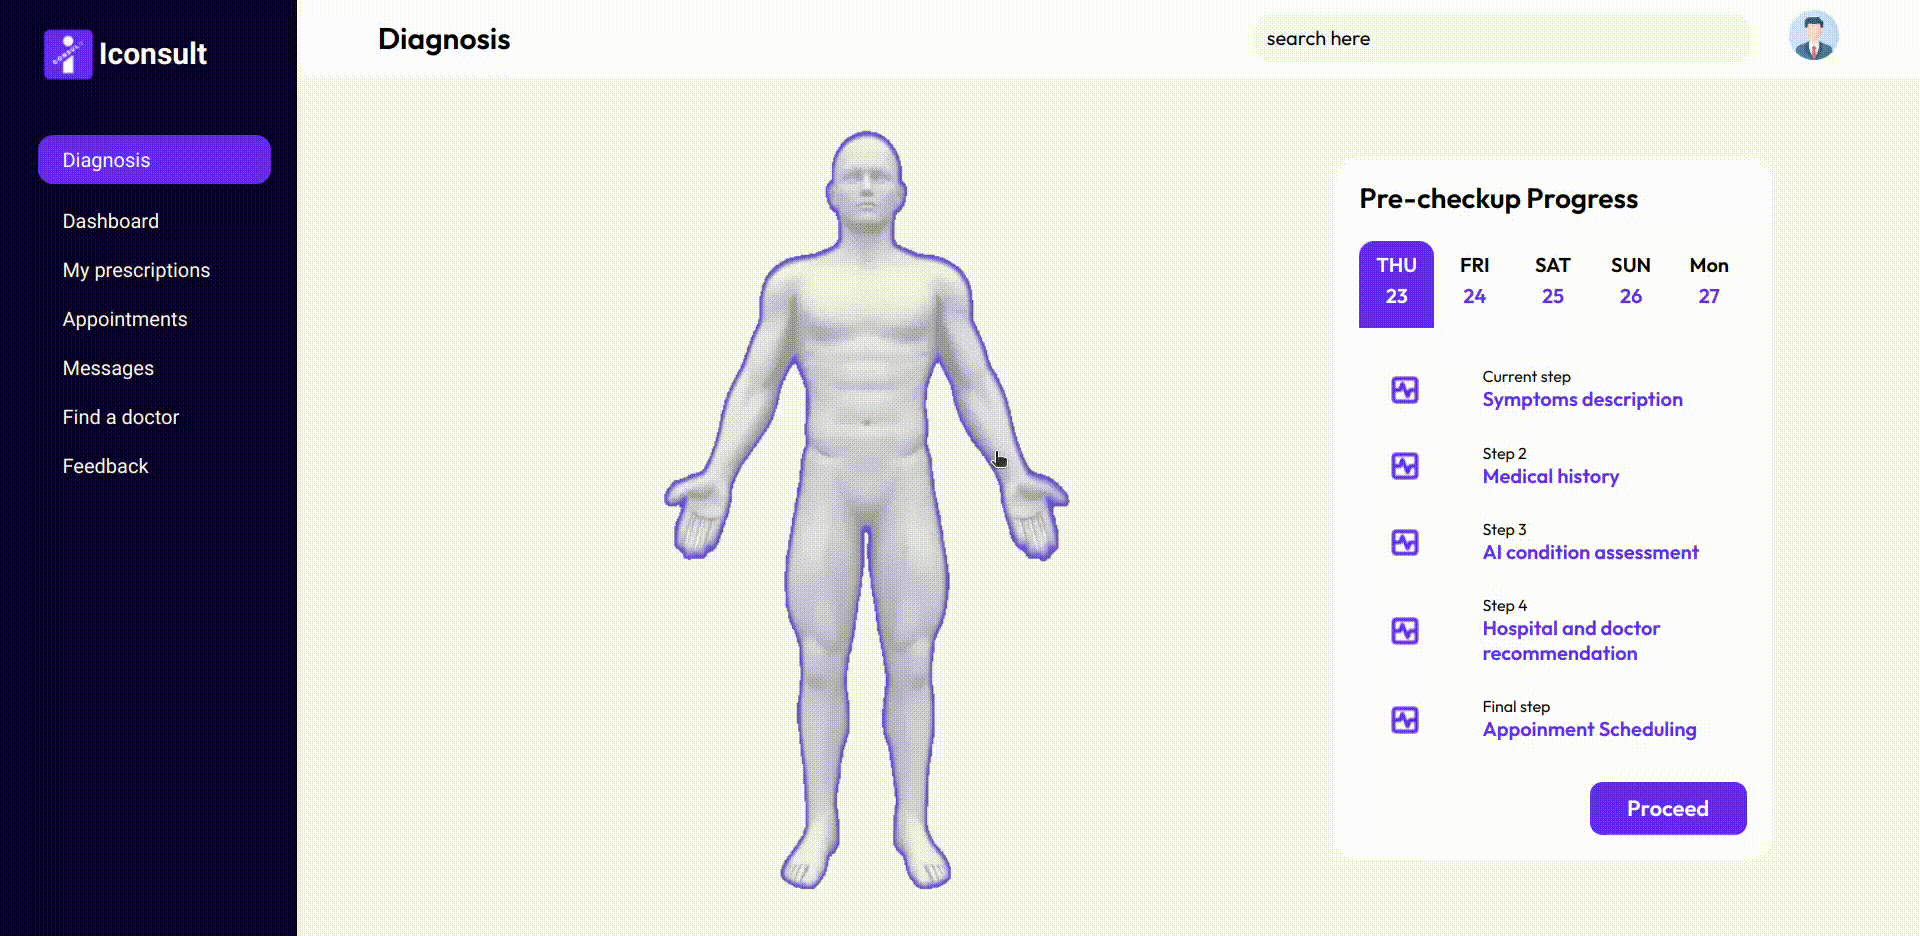 Iconsult
Diagnosis
Dashboard
My prescriptions
Appointments
Messages
Find a doctor
Feedback
Diagnosis
search here
Pre-checkup Progress
THU FRI SAT SUN Mon
23 24 25 26 27
Current step
Symptoms description
Step 2
Medical history
Step 3
AI condition assessment
Step 4
Hospital and doctor
recommendation
Final step
Appoinment Scheduling
Proceed